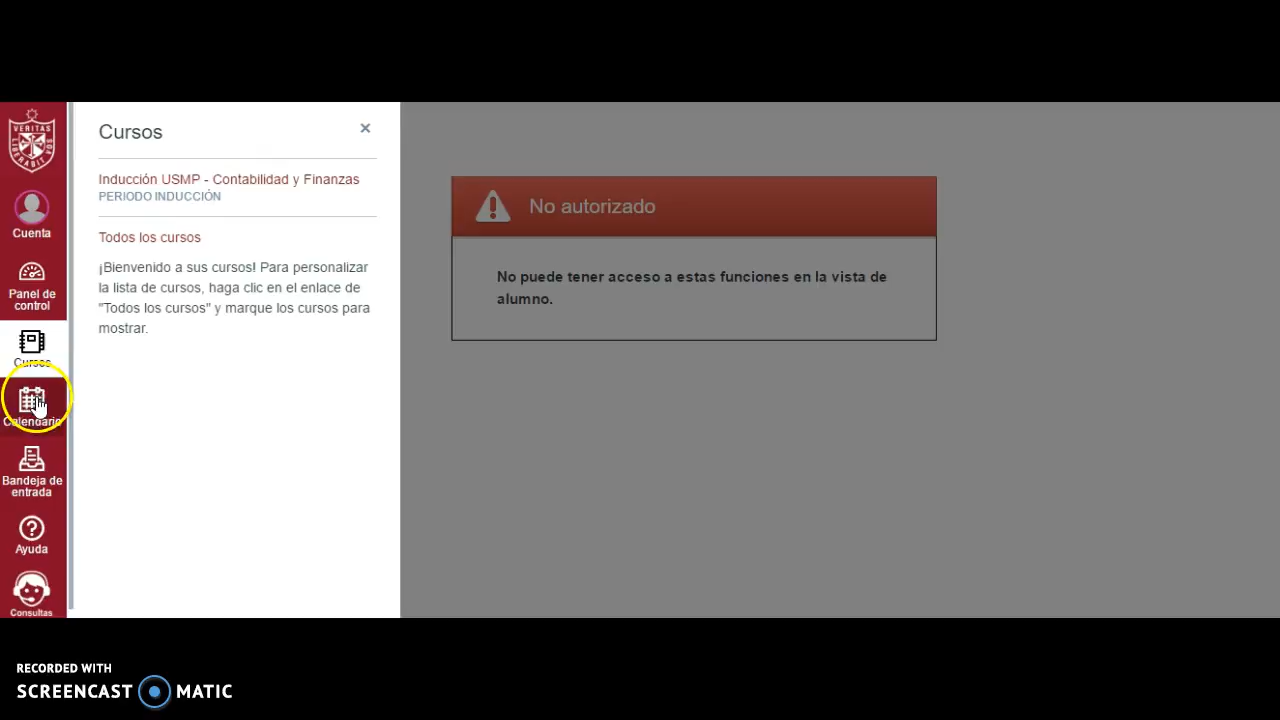 VERITAS
LIBERABIT VOS
Cuenta
Panel de
control
Cursos
Calendario
Bandeja de
entrada
Ayuda
Consultas
Cursos
×
Inducción USMP - Contabilidad y Finanzas
PERIODO INDUCCIÓN
Todos los cursos
¡Bienvenido a sus cursos! Para personalizar
la lista de cursos, haga clic en el enlace de
"Todos los cursos" y marque los cursos para
mostrar.
No autorizado
No puede tener acceso a estas funciones en la vista de
alumno.
RECORDED WITH
SCREENCAST MATIC